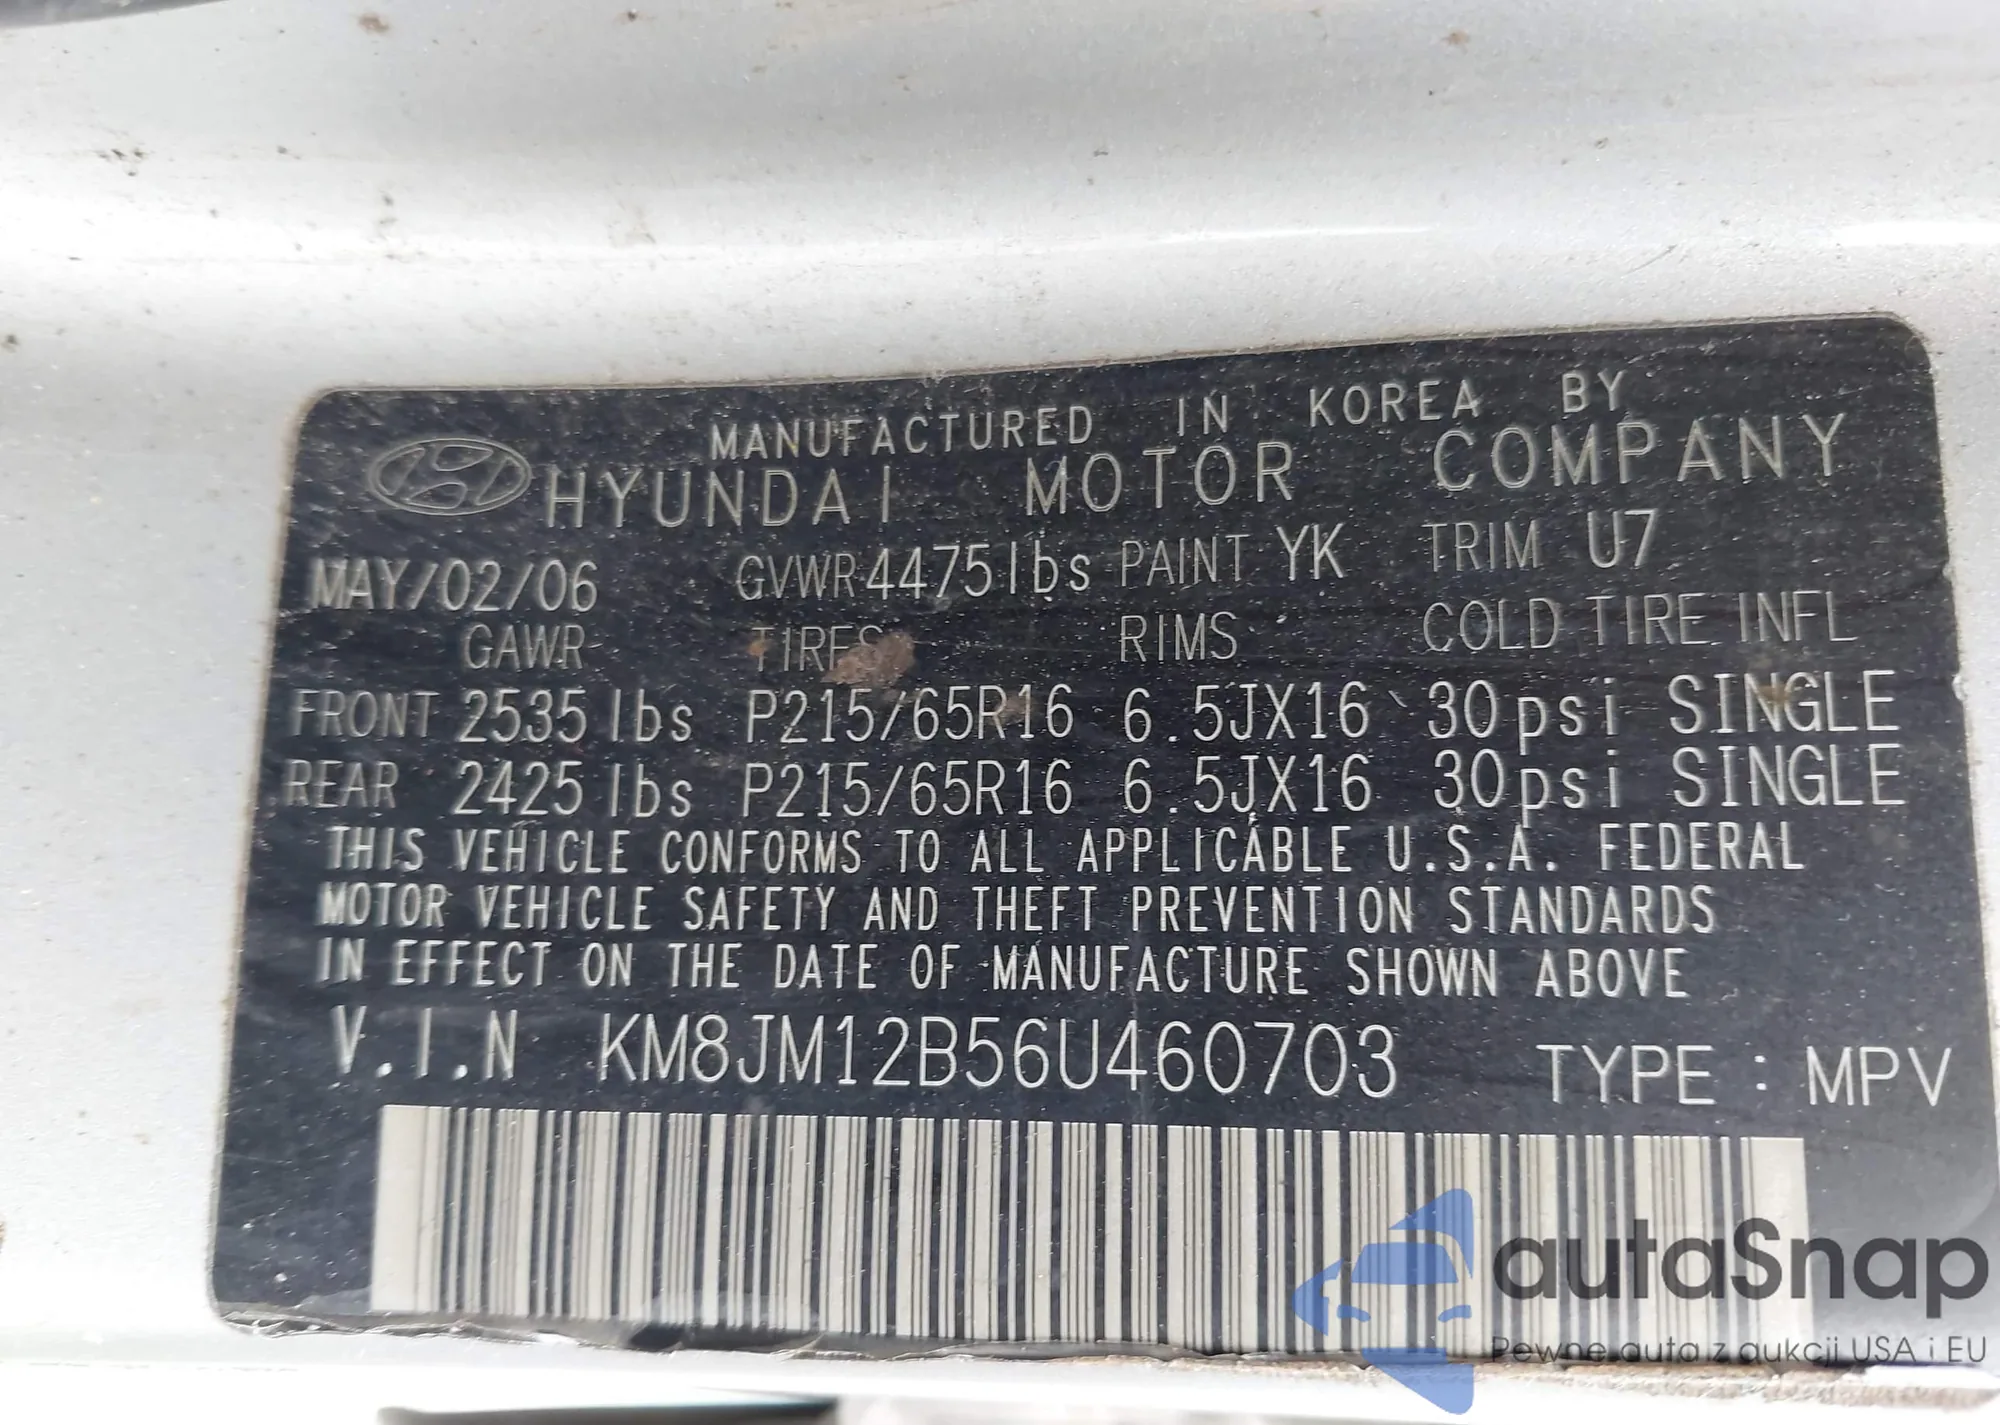 MANUFACTURED IN KOREA BY
HYUNDAI MOTOR COMPANY
MAY/02/06 GVWR 4475lbs PAINT YK TRIM U7
GAWR TIRES RIMS COLD TIRE INFL
FRONT 2535lbs P215/65R16 6.5JX16 30psi SINGLE
REAR 2425lbs P215/65R16 6.5JX16 30psi SINGLE
THIS VEHICLE CONFORMS TO ALL APPLICABLE U.S.A. FEDERAL
MOTOR VEHICLE SAFETY AND THEFT PREVENTION STANDARDS
IN EFFECT ON THE DATE OF MANUFACTURE SHOWN ABOVE
V.I.N KM8JM12B56U460703 TYPE : MPV
autaSnap
Pewne auta z aukcji USA i EU